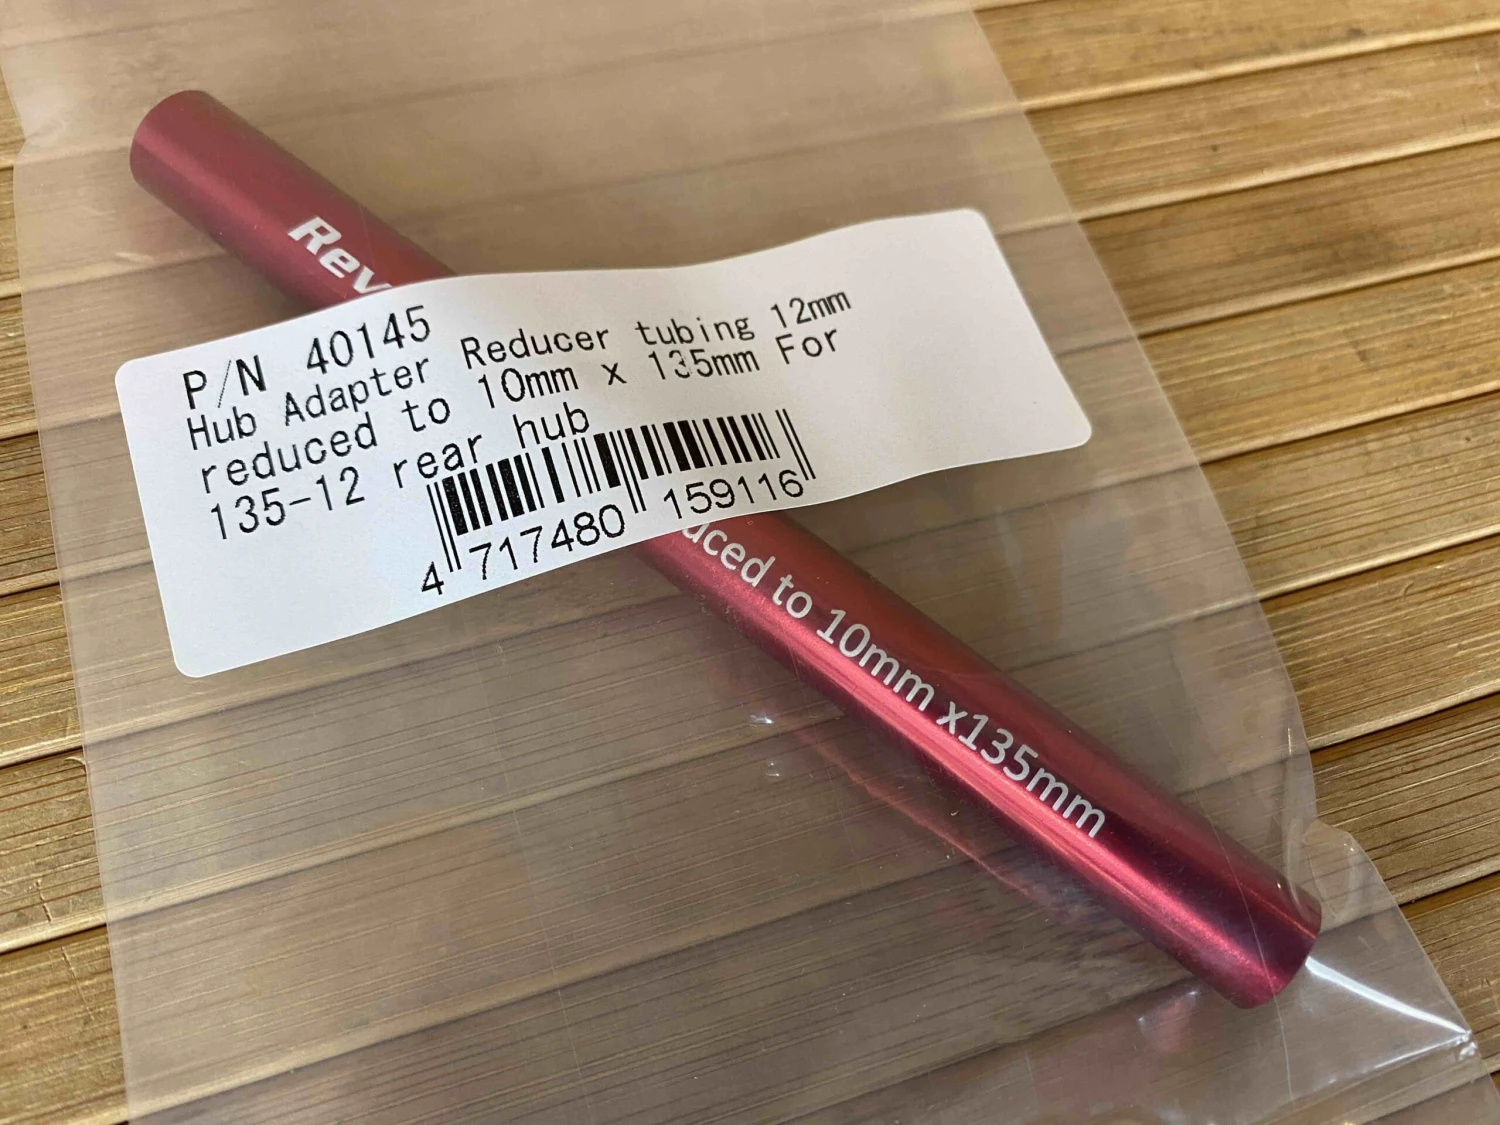 Rev
P/N 40145
Hub Adapter Reducer tubing 12mm
reduced to 10mm x 135mm For
135-12 rear hub
4 717480 159116
uced to 10mm x135mm